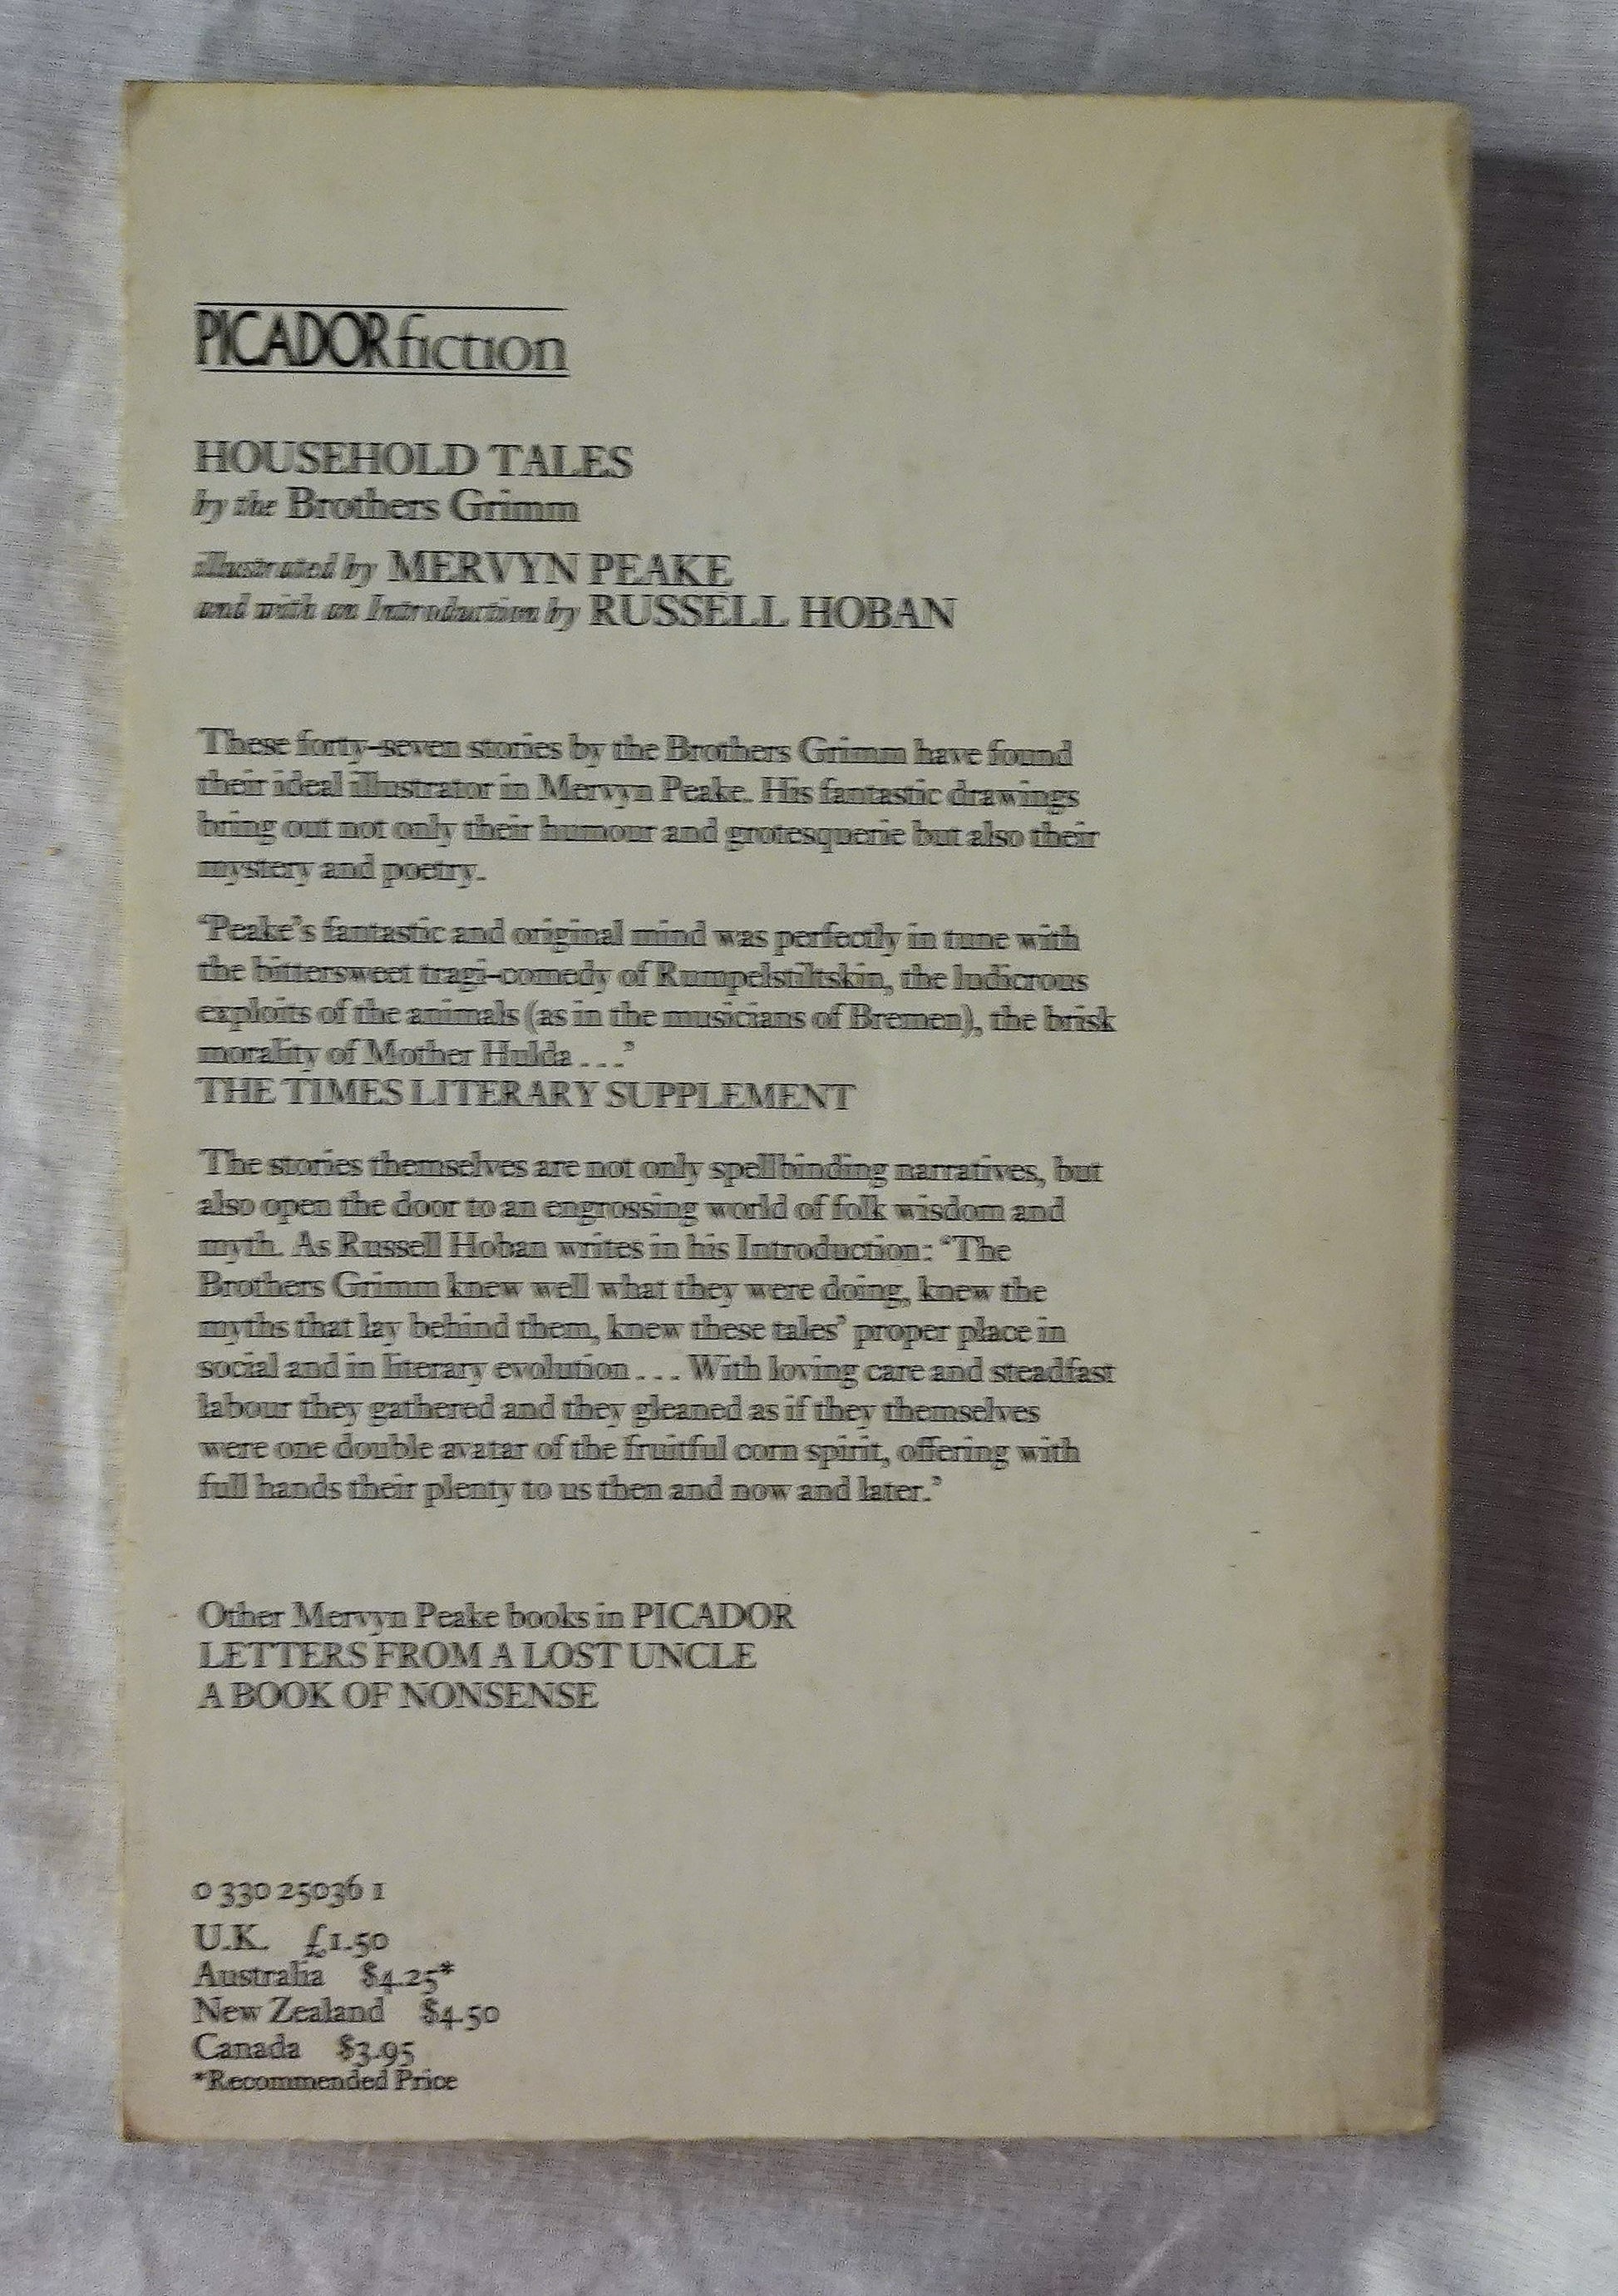 PICADOR fiction
HOUSEHOLD TALES
by the Brothers Grimm
illustrated by MERVYN PEAKE
and with an Introduction by RUSSELL HOBAN
These forty-seven stories by the Brothers Grimm have found
their ideal illustrator in Mervyn Peake. His fantastic drawings
bring out not only their humour and grotesquerie but also their
mystery and poetry.
‘Peake’s fantastic and original mind was perfectly in tune with
the bittersweet tragi-comedy of Rumpelstiltskin, the ludicrous
exploits of the animals (as in the musicians of Bremen), the brisk
morality of Mother Hulda . . .’
THE TIMES LITERARY SUPPLEMENT
The stories themselves are not only spellbinding narratives, but
also open the door to an engrossing world of folk wisdom and
myth. As Russell Hoban writes in his Introduction: ‘The
Brothers Grimm knew well what they were doing, knew the
myths that lay behind them, knew these tales’ proper place in
social and in literary evolution . . . With loving care and steadfast
labour they gathered and they gleaned as if they themselves
were one double avatar of the fruitful corn spirit, offering with
full hands their plenty to us then and now and later.’
Other Mervyn Peake books in PICADOR
LETTERS FROM A LOST UNCLE
A BOOK OF NONSENSE
0 330 25036 1
U.K. £1.50
Australia $4.25*
New Zealand $4.50
Canada $3.95
*Recommended Price